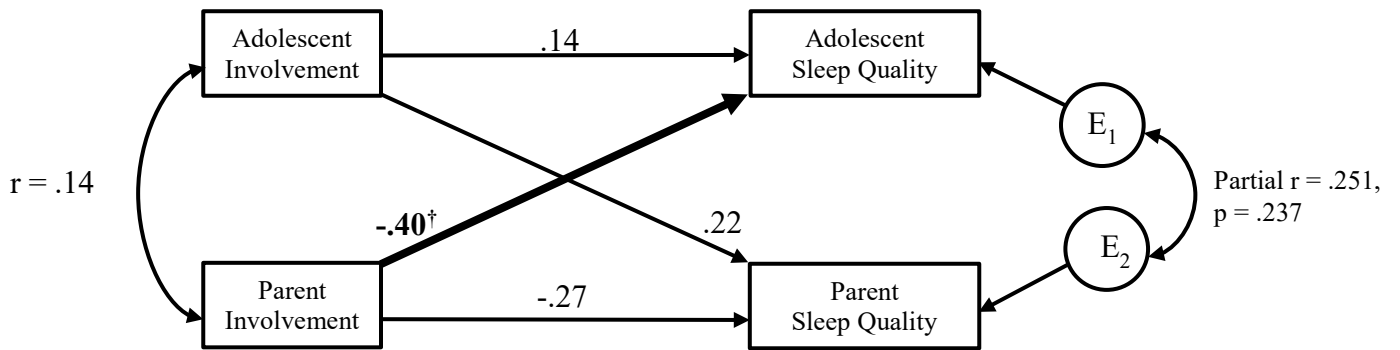 Adolescent
Involvement
.14
Adolescent
Sleep Quality
E1
r = .14
Partial r = .251,
p = .237
-.40†
.22
E2
Parent
Involvement
-.27
Parent
Sleep Quality